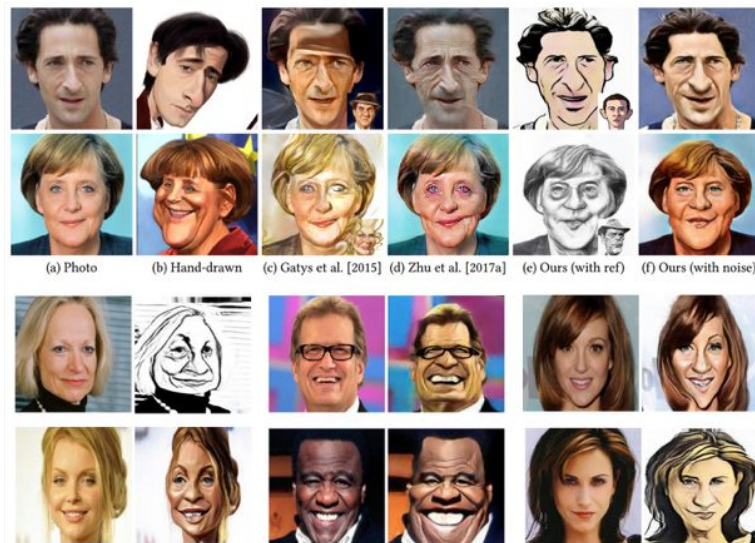 (a) Photo (b) Hand-drawn (c) Gatys et al. [2015] (d) Zhu et al. [2017a] (e) Ours (with ref) (f) Ours (with noise)